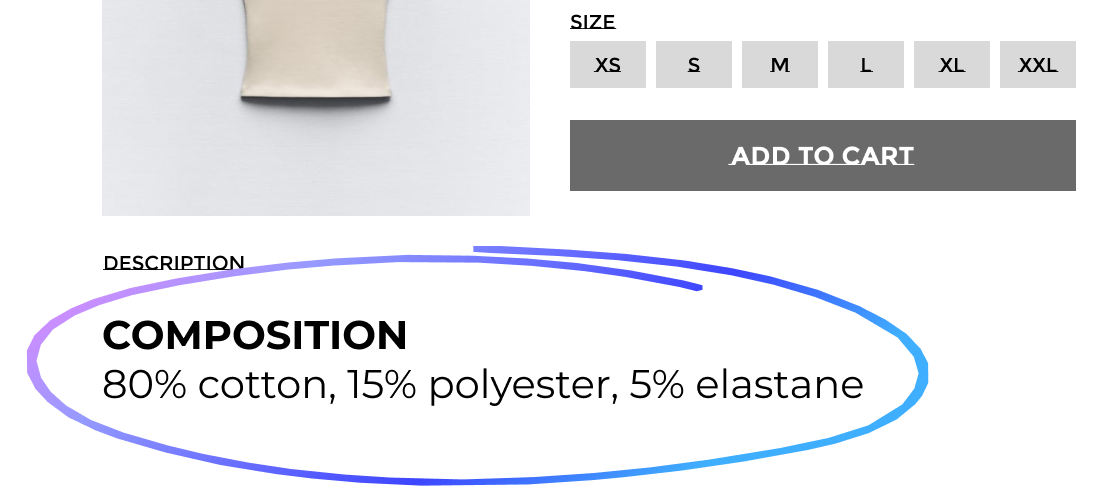 SIZE
XS S M L XL XXL
ADD TO CART
DESCRIPTION
COMPOSITION
80% cotton, 15% polyester, 5% elastane